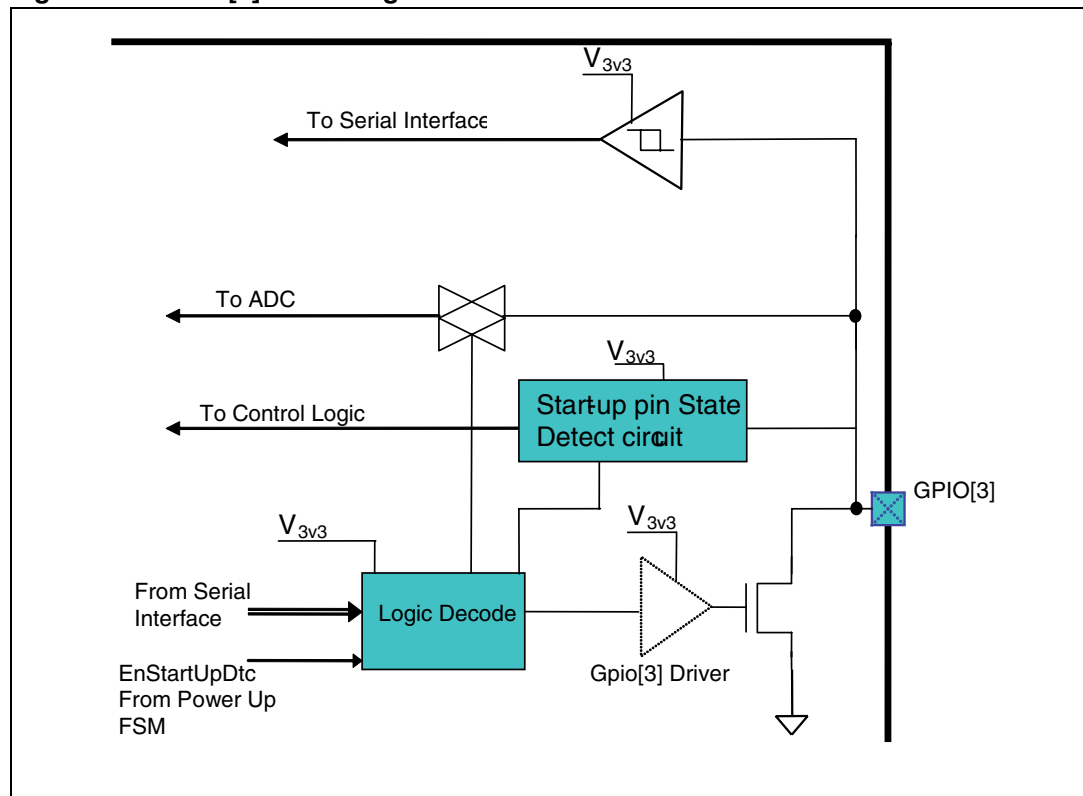 V3v3
To Serial Interface
To ADC
V3v3
Start-up pin State
Detect circuit
To Control Logic
GPIO[3]
V3v3
V3v3
From Serial
Interface
Logic Decode
Gpio[3] Driver
EnStartUpDtc
From Power Up
FSM